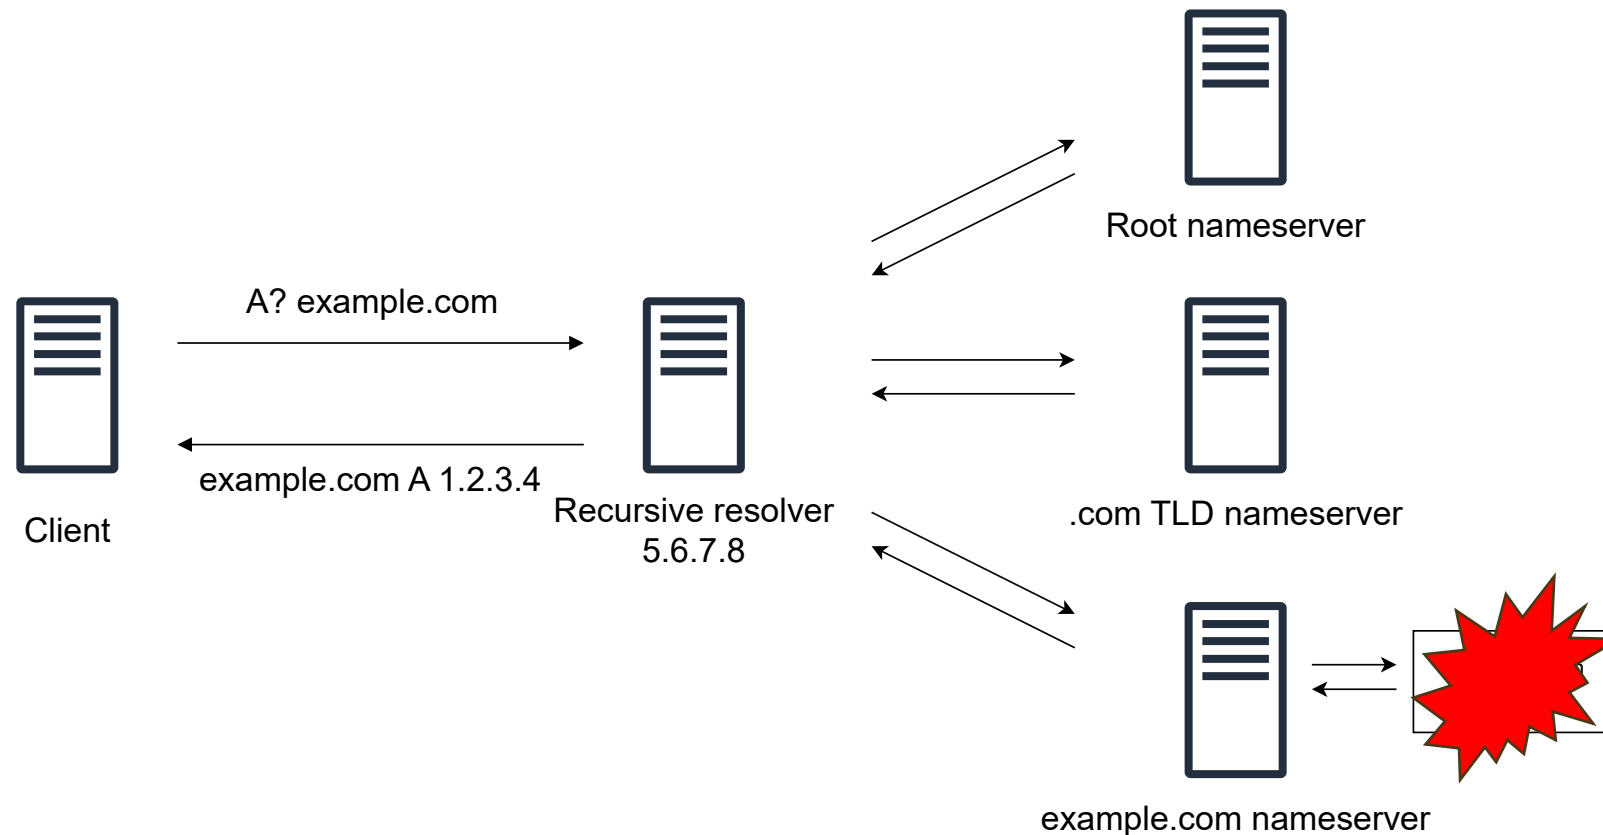 Root nameserver
A? example.com
example.com A 1.2.3.4
Client
Recursive resolver
5.6.7.8
.com TLD nameserver
example.com nameserver